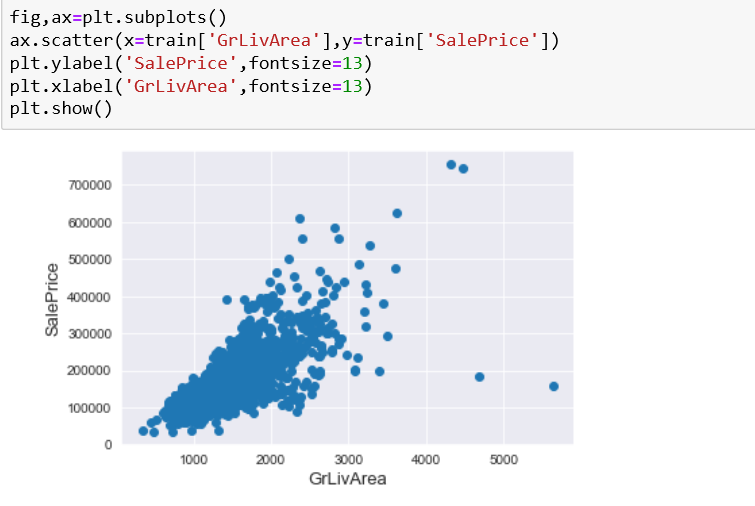 fig,ax=plt.subplots()
ax.scatter(x=train['GrLivArea'],y=train['SalePrice'])
plt.ylabel('SalePrice',fontsize=13)
plt.xlabel('GrLivArea',fontsize=13)
plt.show()
700000
600000
500000
400000
300000
200000
100000
0
SalePrice
1000 2000 3000 4000 5000
GrLivArea